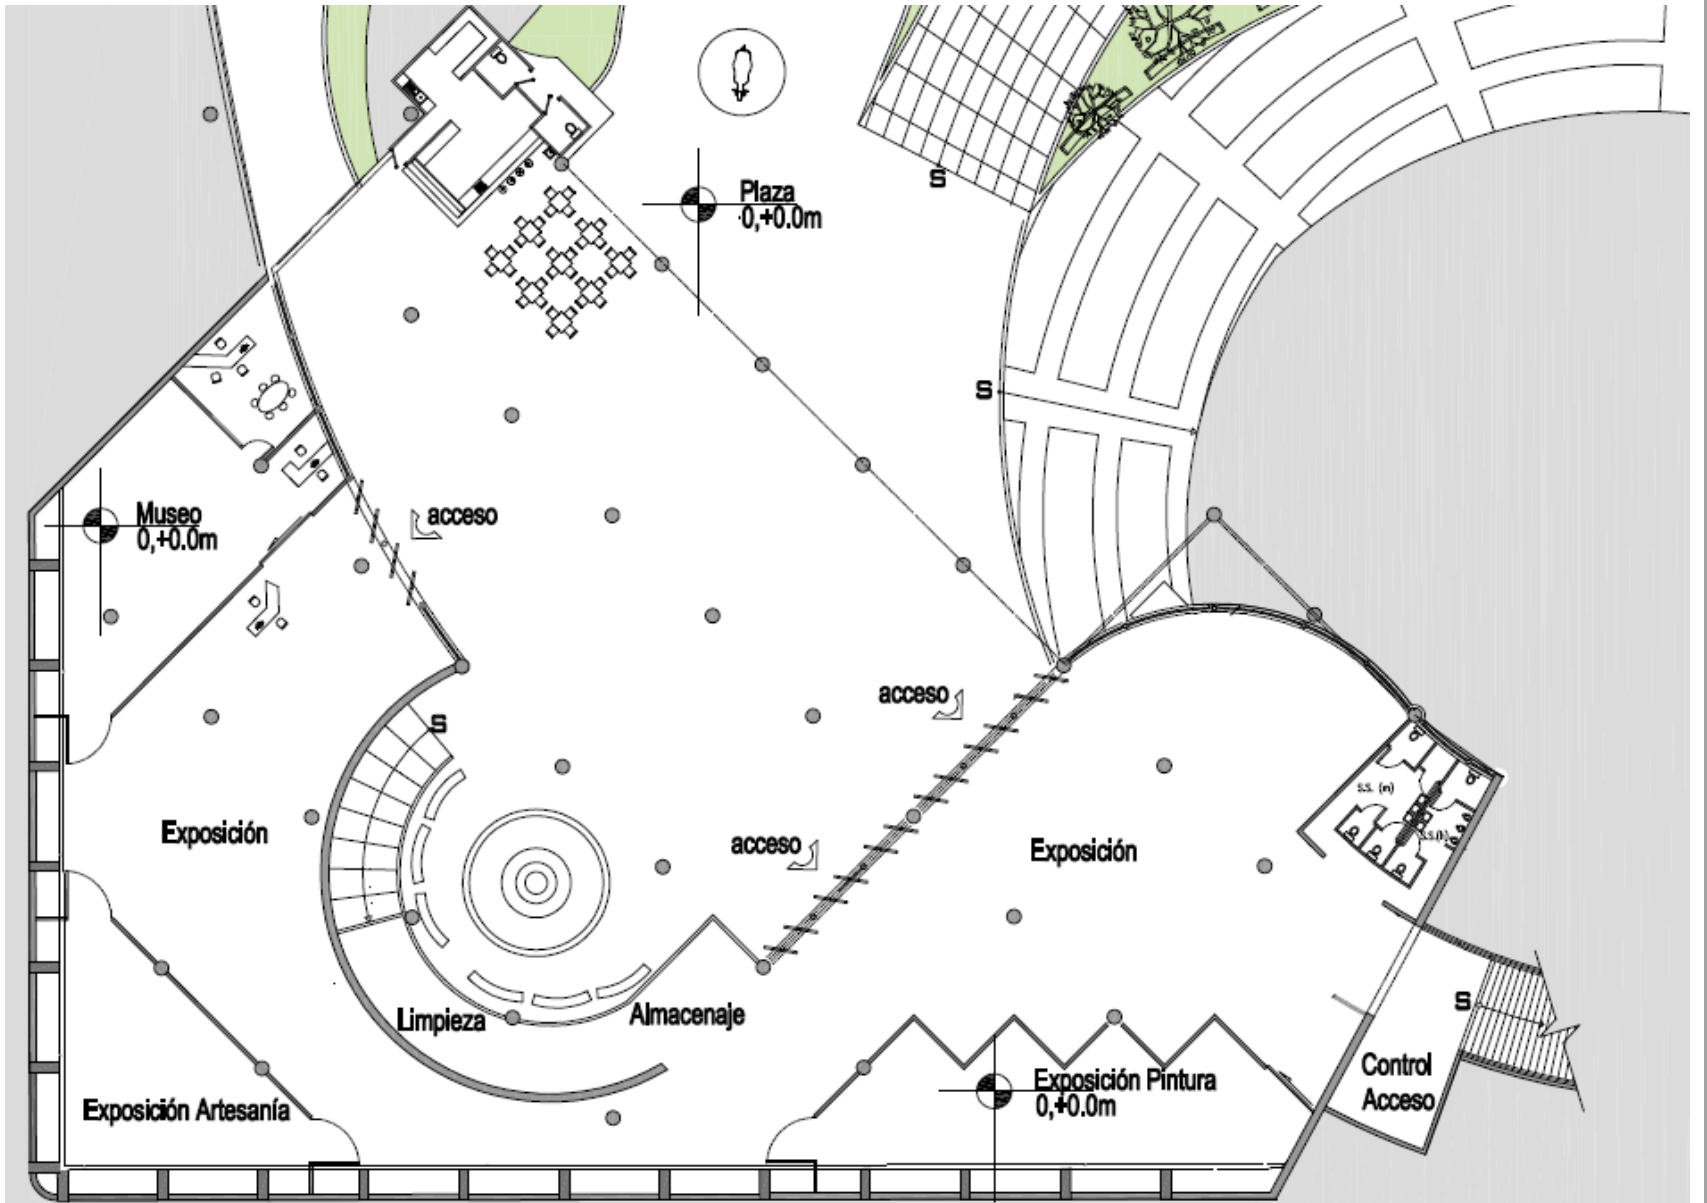 Plaza
0,+0.0m
S
S
Museo
0,+0.0m
acceso
acceso
S
S.S. (m)
S.S.(h)
Exposición
acceso
Exposición
S
Limpieza
Almacenaje
Control
Acceso
Exposición Pintura
0,+0.0m
Exposición Artesanía